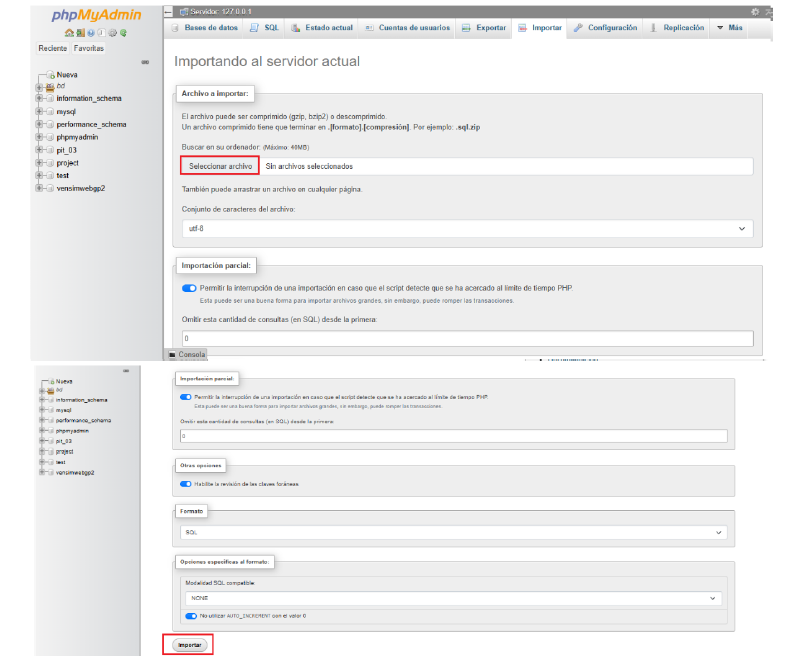 phpMyAdmin
Reciente Favoritas
Nueva
bd
information_schema
mysql
performance_schema
phpmyadmin
pit_03
project
test
vensimwebgp2
Servidor: 127.0.0.1
Bases de datos SQL Estado actual Cuentas de usuarios Exportar Importar Configuración Replicación Más
Importando al servidor actual
Archivo a importar:
El archivo puede ser comprimido (gzip, bzip2) o descomprimido.
Un archivo comprimido tiene que terminar en .[formato].[compresión]. Por ejemplo: .sql.zip
Buscar en su ordenador: (Máximo: 40MB)
Seleccionar archivo Sin archivos seleccionados
También puede arrastrar un archivo en cualquier página.
Conjunto de caracteres del archivo:
utf-8
Importación parcial:
Permitir la interrupción de una importación en caso que el script detecte que se ha acercado al límite de tiempo PHP.
Esta puede ser una buena forma para importar archivos grandes, sin embargo, puede romper las transacciones.
Omitir esta cantidad de consultas (en SQL) desde la primera:
0
Consola
Nueva
bd
information_schema
mysql
performance_schema
phpmyadmin
pit_03
project
test
vensimwebgp2
Importación parcial:
Permitir la interrupción de una importación en caso que el script detecte que se ha acercado al límite de tiempo PHP.
Esta puede ser una buena forma para importar archivos grandes, sin embargo, puede romper las transacciones.
Omitir esta cantidad de consultas (en SQL) desde la primera:
0
Otras opciones
Habilite la revisión de las claves foráneas
Formato
SQL
Opciones específicas al formato:
Modalidad SQL compatible:
NONE
No utilizar AUTO_INCREMENT con el valor 0
Importar